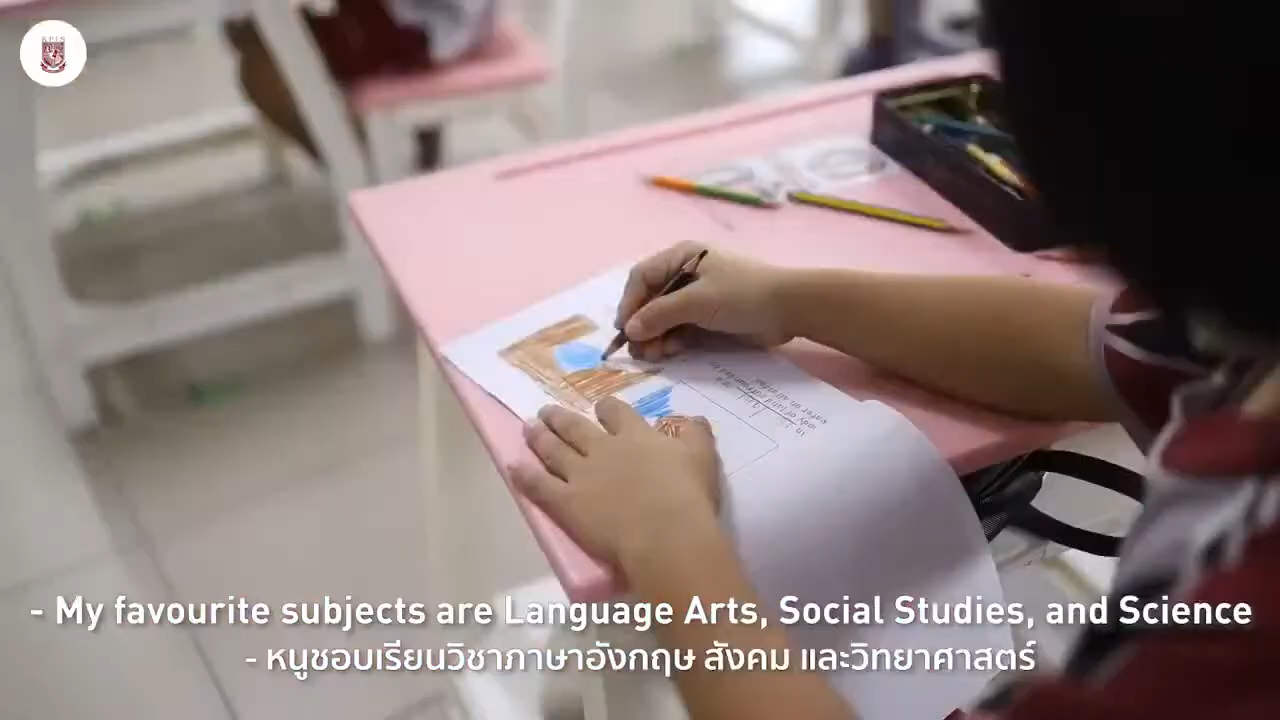 KPIS
- My favourite subjects are Language Arts, Social Studies, and Science
- หนูชอบเรียนวิชาภาษาอังกฤษ สังคม และวิทยาศาสตร์